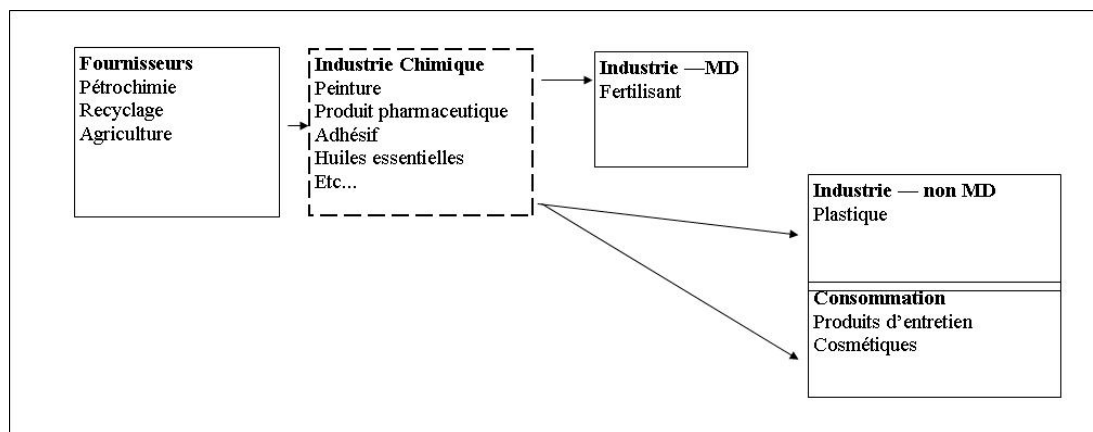 Fournisseurs
Pétrochimie
Recyclage
Agriculture
Industrie Chimique
Peinture
Produit pharmaceutique
Adhésif
Huiles essentielles
Etc...
Industrie —MD
Fertilisant
Industrie — non MD
Plastique
Consommation
Produits d’entretien
Cosmétiques